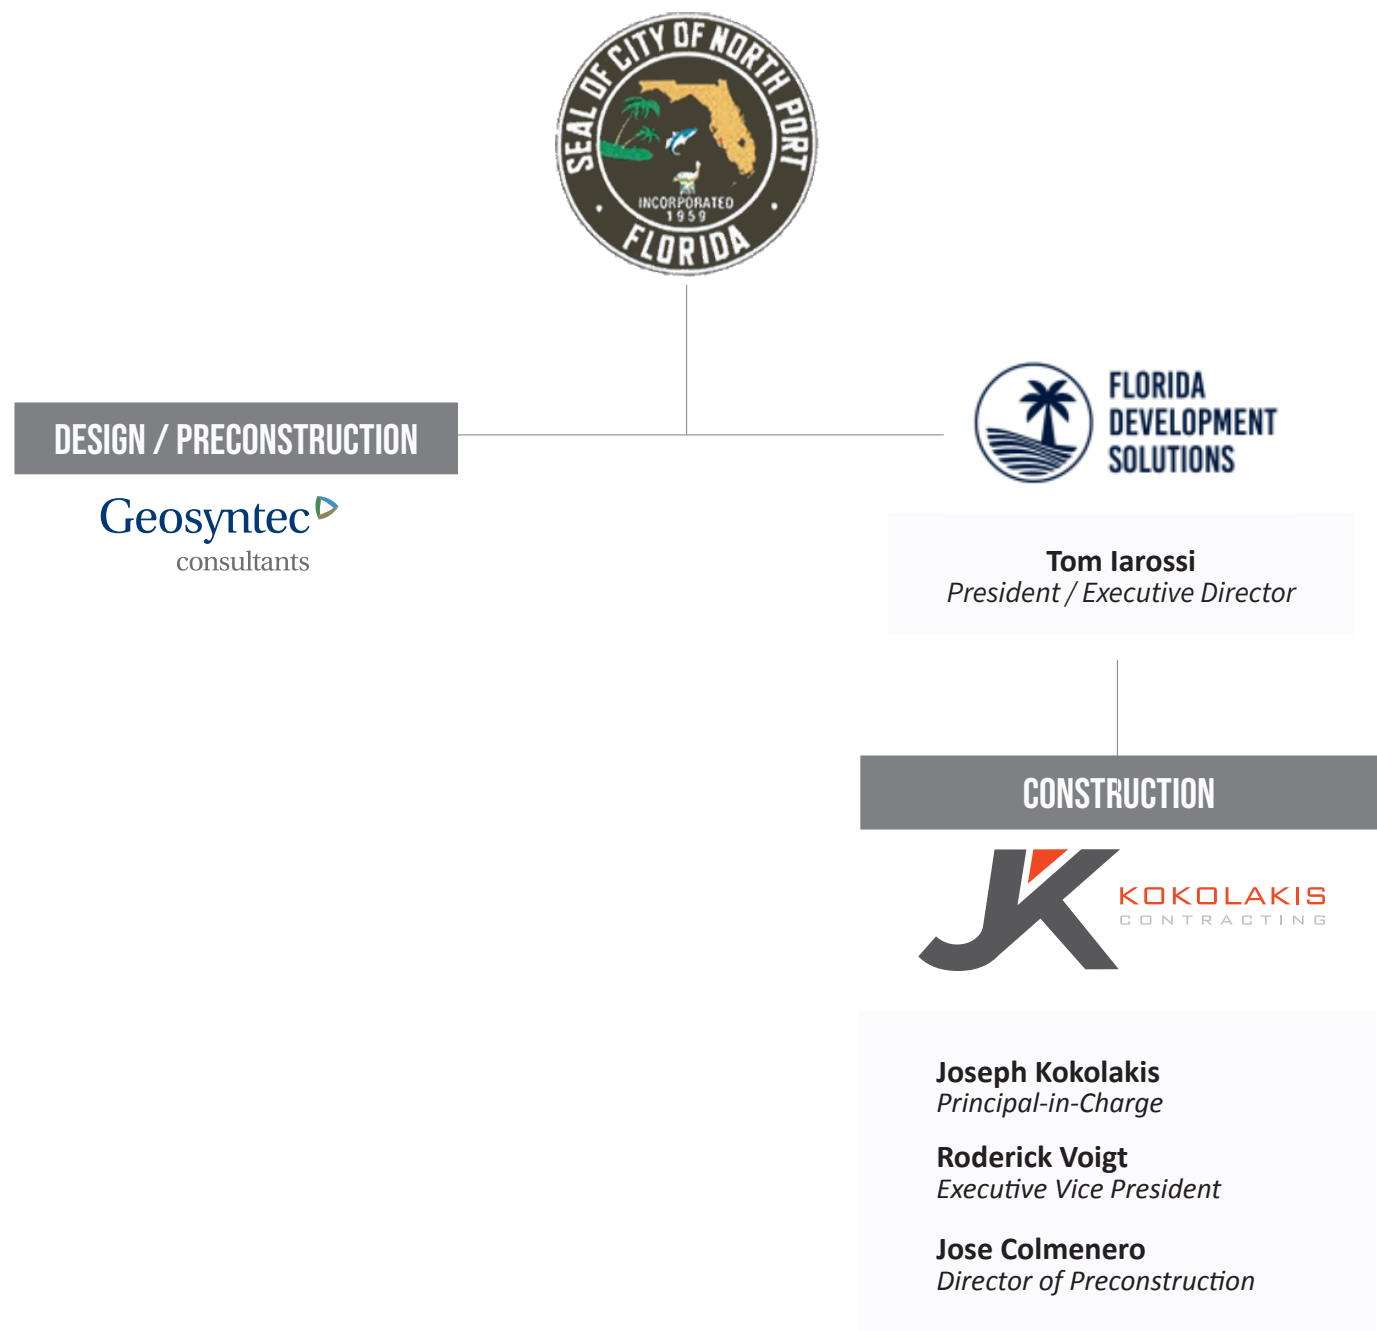 SEAL OF CITY OF NORTH PORT
INCORPORATED
1959
FLORIDA
DESIGN / PRECONSTRUCTION
Geosyntec
consultants
FLORIDA
DEVELOPMENT
SOLUTIONS
Tom Iarossi
President / Executive Director
CONSTRUCTION
JK
KOKOLAKIS
CONTRACTING
Joseph Kokolakis
Principal-in-Charge
Roderick Voigt
Executive Vice President
Jose Colmenero
Director of Preconstruction